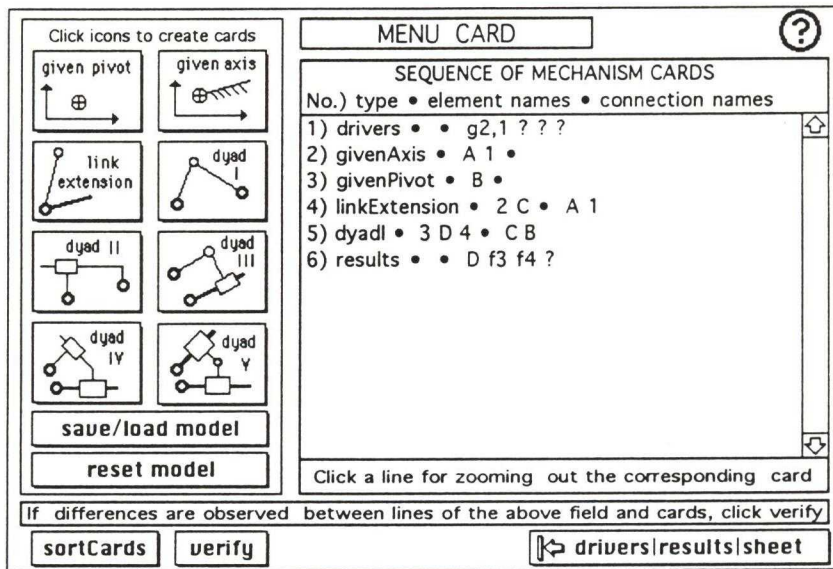 Click icons to create cards
given pivot
given axis
link extension
dyad I
dyad II
dyad III
dyad IV
dyad V
save/load model
reset model
MENU CARD
?
SEQUENCE OF MECHANISM CARDS
No.) type • element names • connection names
1) drivers • • g2,1 ? ? ?
2) givenAxis • A 1 •
3) givenPivot • B •
4) linkExtension • 2 C • A 1
5) dyadI • 3 D 4 • C B
6) results • • D f3 f4 ?
Click a line for zooming out the corresponding card
If differences are observed between lines of the above field and cards, click verify
sortCards
verify
drivers|results|sheet